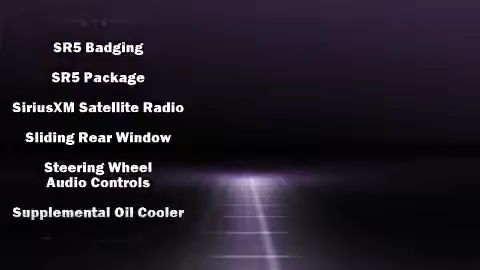 SR5 Badging
SR5 Package
SiriusXM Satellite Radio
Sliding Rear Window
Steering Wheel
Audio Controls
Supplemental Oil Cooler